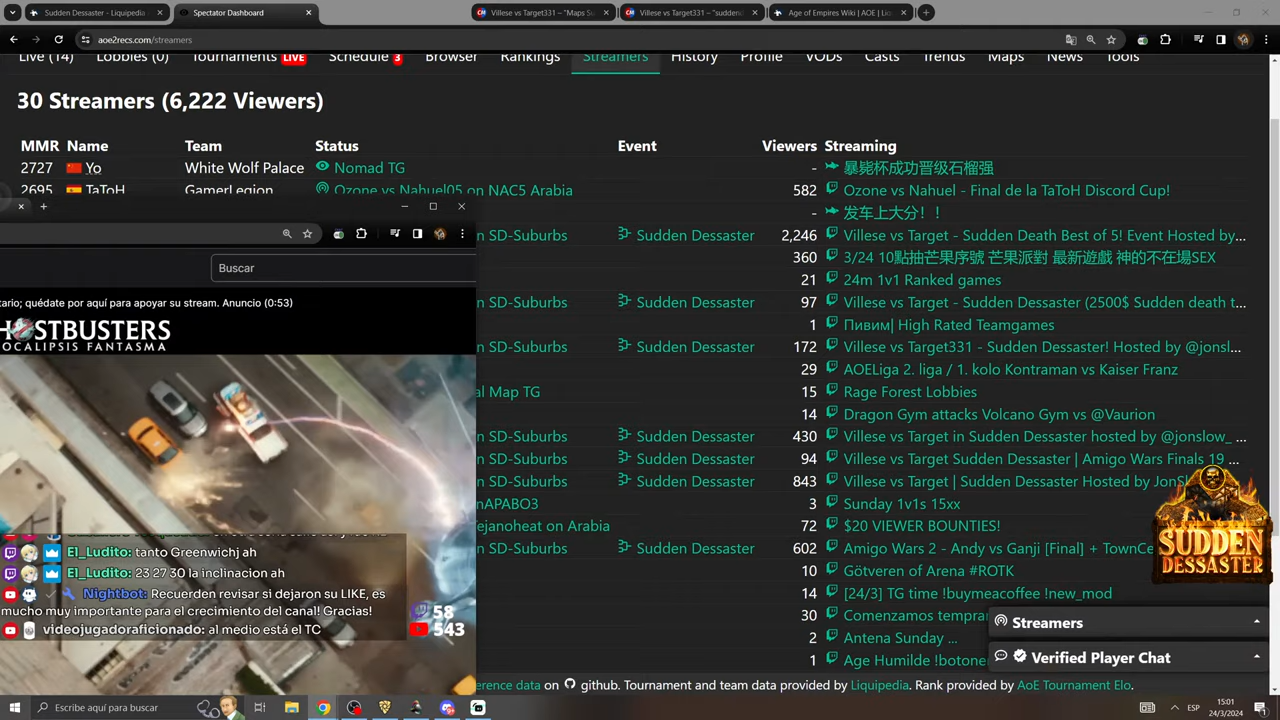 Sudden Dessaster - Liquipedia
Spectator Dashboard
Villese vs Target331 – "Maps Su
Villese vs Target331 – "sudden
Age of Empires Wiki | AOE | Lio
aoe2recs.com/streamers
Live (14) Lobbies (0) Tournaments LIVE Schedule 3 Browser Rankings Streamers History Profile VODs Casts Trends Maps News Tools
30 Streamers (6,222 Viewers)
MMR Name Team Status Event Viewers Streaming
2727 Yo White Wolf Palace Nomad TG - 暴毙杯成功晋级石榴强
2695 TaToH GamerLegion Ozone vs Nahuel05 on NAC5 Arabia 582 Ozone vs Nahuel - Final de la TaToH Discord Cup!
- 发车上大分！！
n SD-Suburbs Sudden Dessaster 2,246 Villese vs Target - Sudden Death Best of 5! Event Hosted by...
360 3/24 10點抽芒果序號 芒果派對 最新遊戲 神的不在場SEX
21 24m 1v1 Ranked games
n SD-Suburbs Sudden Dessaster 97 Villese vs Target - Sudden Dessaster (2500$ Sudden death t...
1 Пивим| High Rated Teamgames
n SD-Suburbs Sudden Dessaster 172 Villese vs Target331 - Sudden Dessaster! Hosted by @jonsl...
29 AOELiga 2. liga / 1. kolo Kontraman vs Kaiser Franz
al Map TG 15 Rage Forest Lobbies
14 Dragon Gym attacks Volcano Gym vs @Vaurion
n SD-Suburbs Sudden Dessaster 430 Villese vs Target in Sudden Dessaster hosted by @jonslow_ ...
n SD-Suburbs Sudden Dessaster 94 Villese vs Target Sudden Dessaster | Amigo Wars Finals 19 ...
n SD-Suburbs Sudden Dessaster 843 Villese vs Target | Sudden Dessaster Hosted by JonSl
nAPABO3 3 Sunday 1v1s 15xx
ejanoheat on Arabia 72 $20 VIEWER BOUNTIES!
n SD-Suburbs Sudden Dessaster 602 Amigo Wars 2 - Andy vs Ganji [Final] + TownCe
10 Götveren of Arena #ROTK
14 [24/3] TG time !buymeacoffee !new_mod
30 Comenzamos tempran
2 Antena Sunday ...
1 Age Humilde !botone
erence data on github. Tournament and team data provided by Liquipedia. Rank provided by AoE Tournament Elo.
Buscar
tario; quédate por aquí para apoyar su stream. Anuncio (0:53)
HOSTBUSTERS
OCALIPSIS FANTASMA
El_Ludito: tanto Greenwichj ah
El_Ludito: 23 27 30 la inclinacion ah
Nightbot: Recuerden revisar si dejaron su LIKE, es
mucho muy importante para el crecimiento del canal! Gracias!
videojugadoraficionado: al medio está el TC
58
543
SUDDEN
DESSASTER
Streamers
Verified Player Chat
Escribe aquí para buscar
ESP
15:01
24/3/2024
1